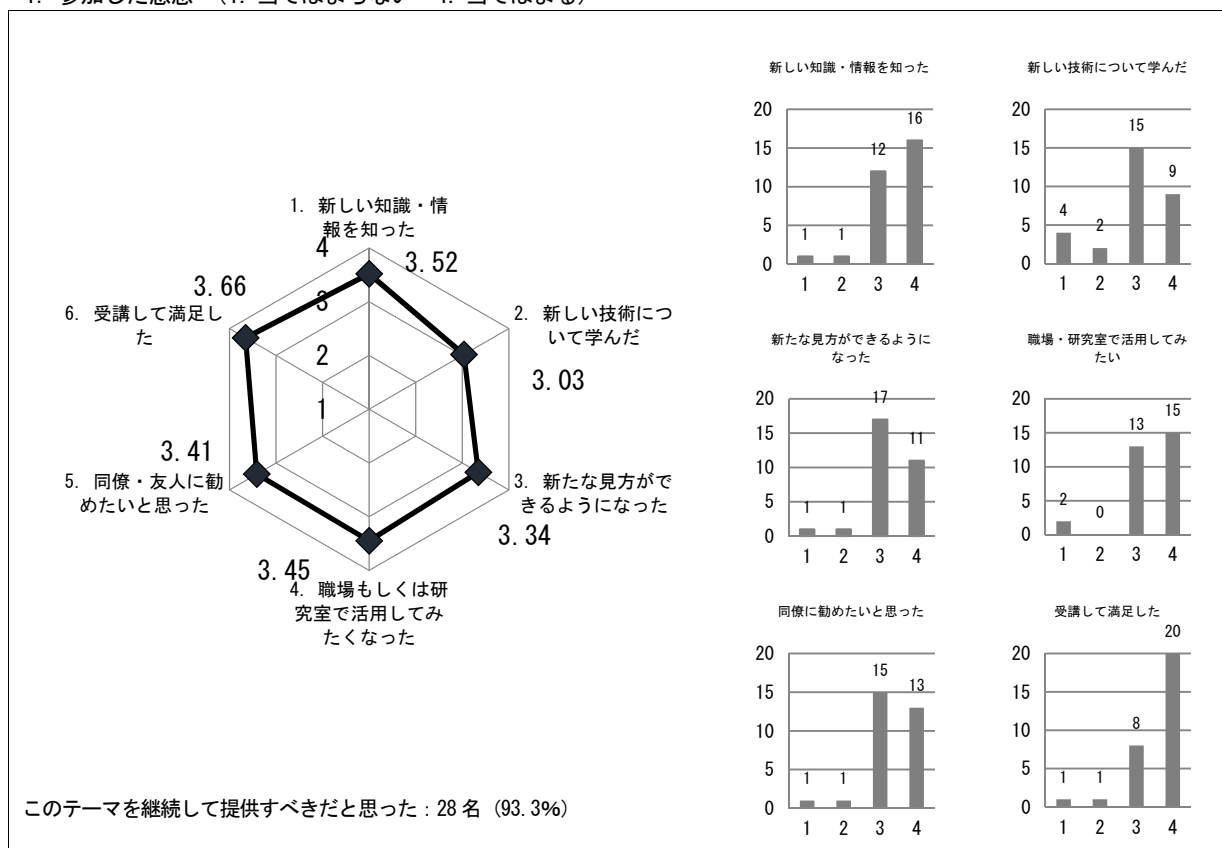 新しい知識・情報を知った
20
15
10
5
0
1
1
12
16
1 2 3 4
新しい技術について学んだ
20
15
10
5
0
4
2
15
9
1 2 3 4
1. 新しい知識・情
報を知った
4
3
2
1
3.52
2. 新しい技術につ
いて学んだ
3.03
3. 新たな見方がで
きるようになった
3.34
3.45
4. 職場もしくは研
究室で活用してみ
たくなった
3.41
5. 同僚・友人に勧
めたいと思った
3.66
6. 受講して満足し
た
新たな見方ができるように
なった
20
15
10
5
0
1
1
17
11
1 2 3 4
職場・研究室で活用してみ
たい
20
15
10
5
0
2
0
13
15
1 2 3 4
同僚に勧めたいと思った
20
15
10
5
0
1
1
15
13
1 2 3 4
受講して満足した
20
15
10
5
0
1
1
8
20
1 2 3 4
このテーマを継続して提供すべきだと思った：28 名（93.3%）